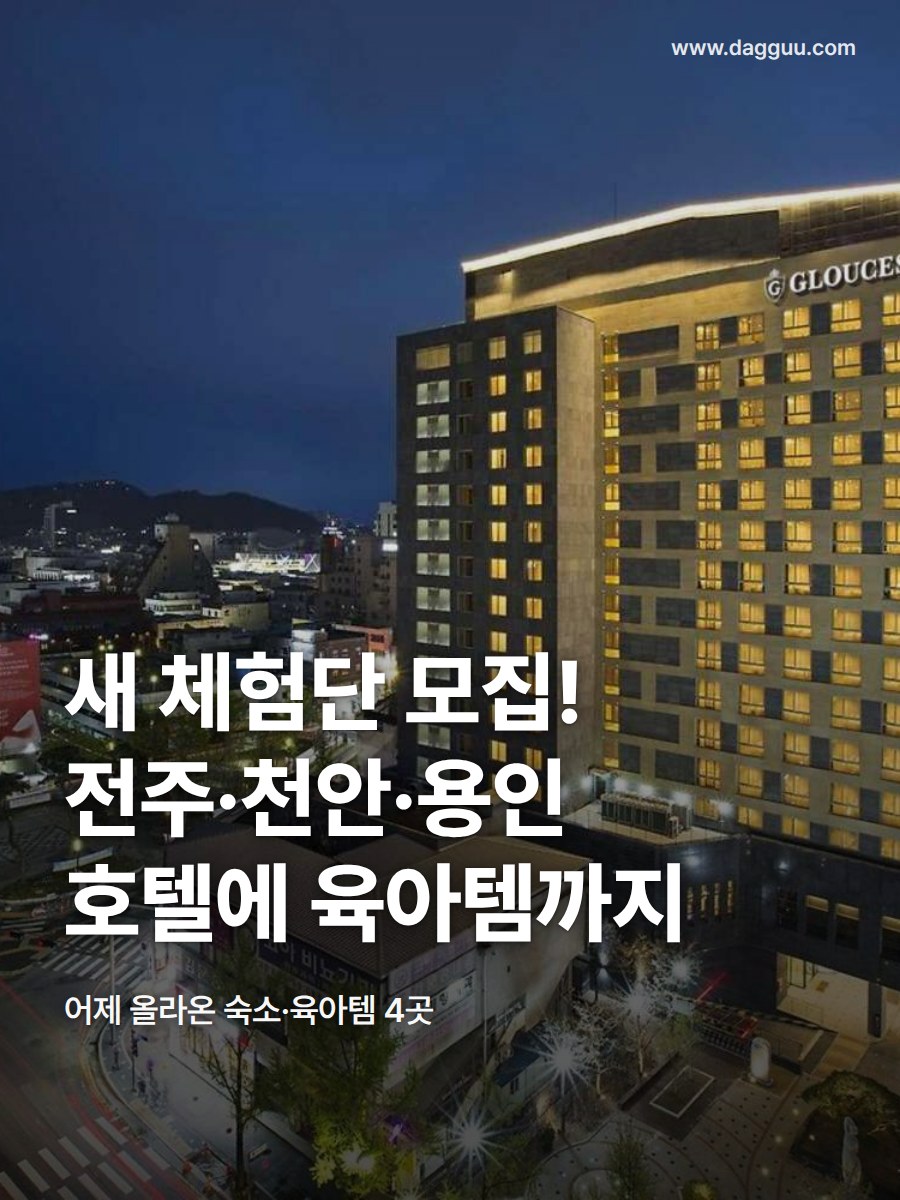 www.dagguu.com
G GLOUCES
새 체험단 모집!
전주·천안·용인
호텔에 육아템까지
어제 올라온 숙소·육아템 4곳